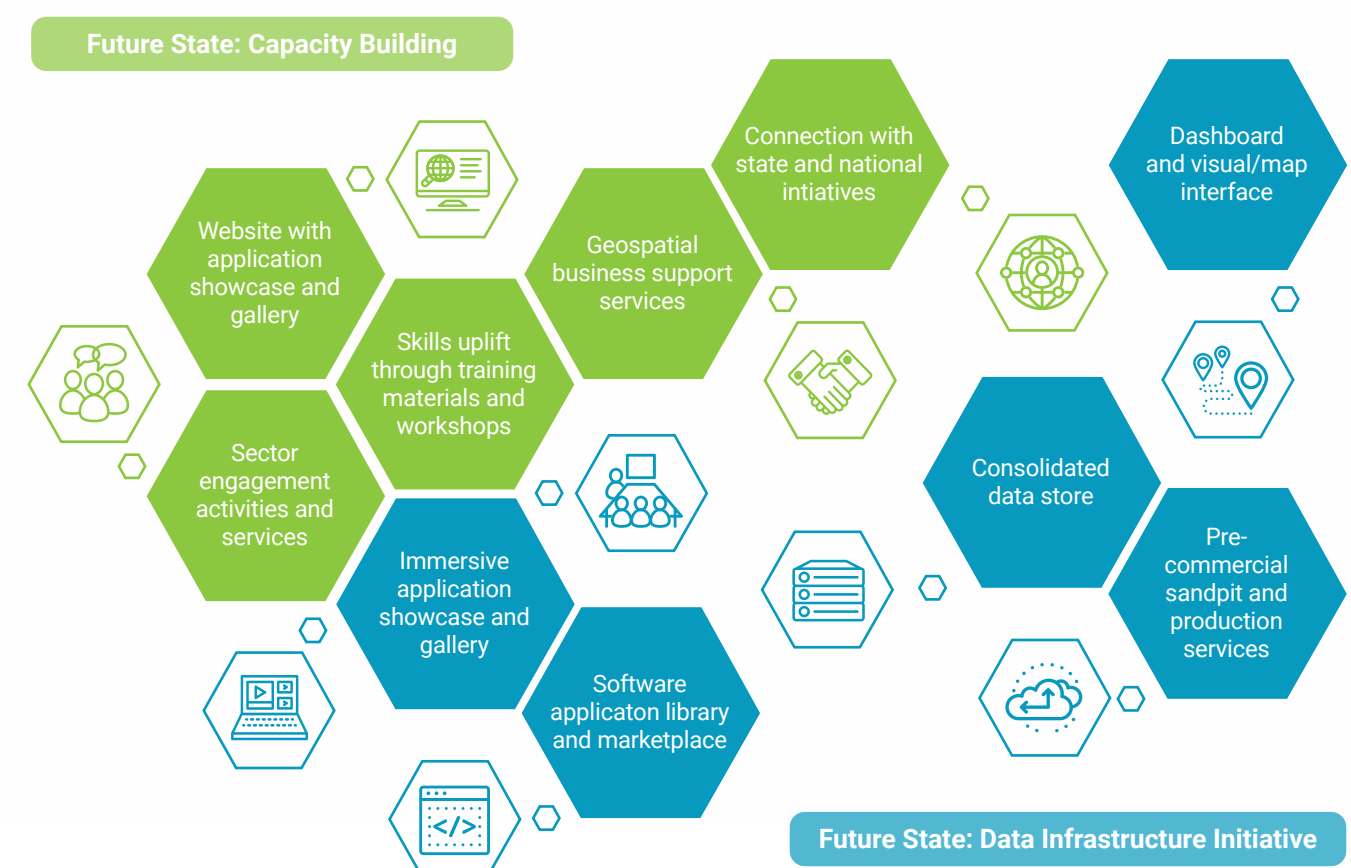 Future State: Capacity Building
Connection with
state and national
intiatives
Dashboard
and visual/map
interface
Website with
application
showcase and
gallery
Geospatial
business support
services
Skills uplift
through training
materials and
workshops
Sector
engagement
activities and
services
Consolidated
data store
Pre-
commercial
sandpit and
production
services
Immersive
application
showcase and
gallery
Software
applicaton library
and marketplace
</>
Future State: Data Infrastructure Initiative